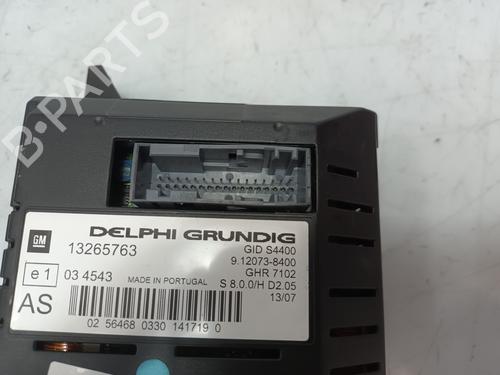 B-PARTS
DELPHI GRUNDIG
GM
13265763
GID S4400
9.12073-8400
e 1
03 4543
MADE IN PORTUGAL
GHR 7102
S 8.0.0/H D2.05
13/07
AS
02 56468 0330 141719 0